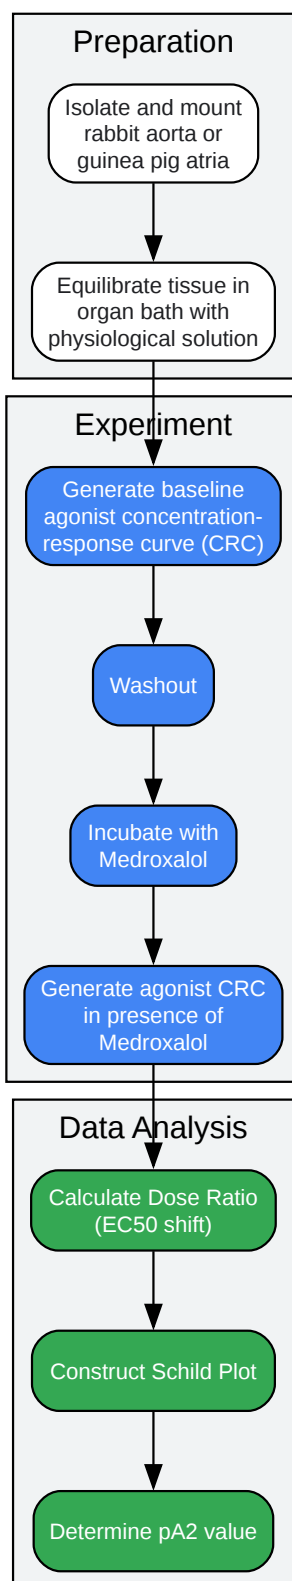 Preparation
Isolate and mount
rabbit aorta or
guinea pig atria
Equilibrate tissue in
organ bath with
physiological solution
Experiment
Generate baseline
agonist concentration-
response curve (CRC)
Washout
Incubate with
Medroxalol
Generate agonist CRC
in presence of
Medroxalol
Data Analysis
Calculate Dose Ratio
(EC50 shift)
Construct Schild Plot
Determine pA2 value